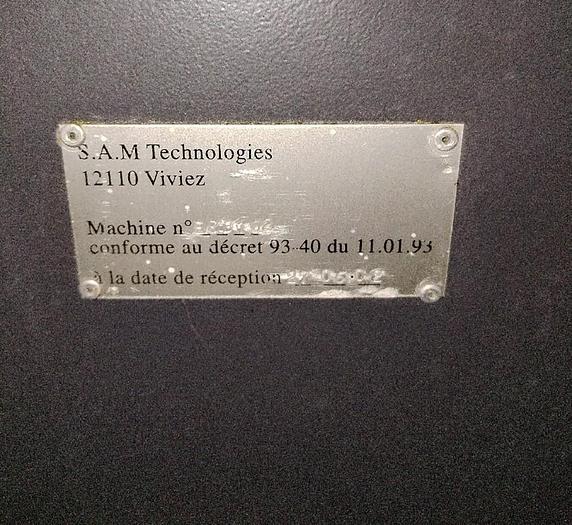 S.A.M Technologies
12110 Viviez
Machine n°
conforme au décret 93-40 du 11.01.93
à la date de réception